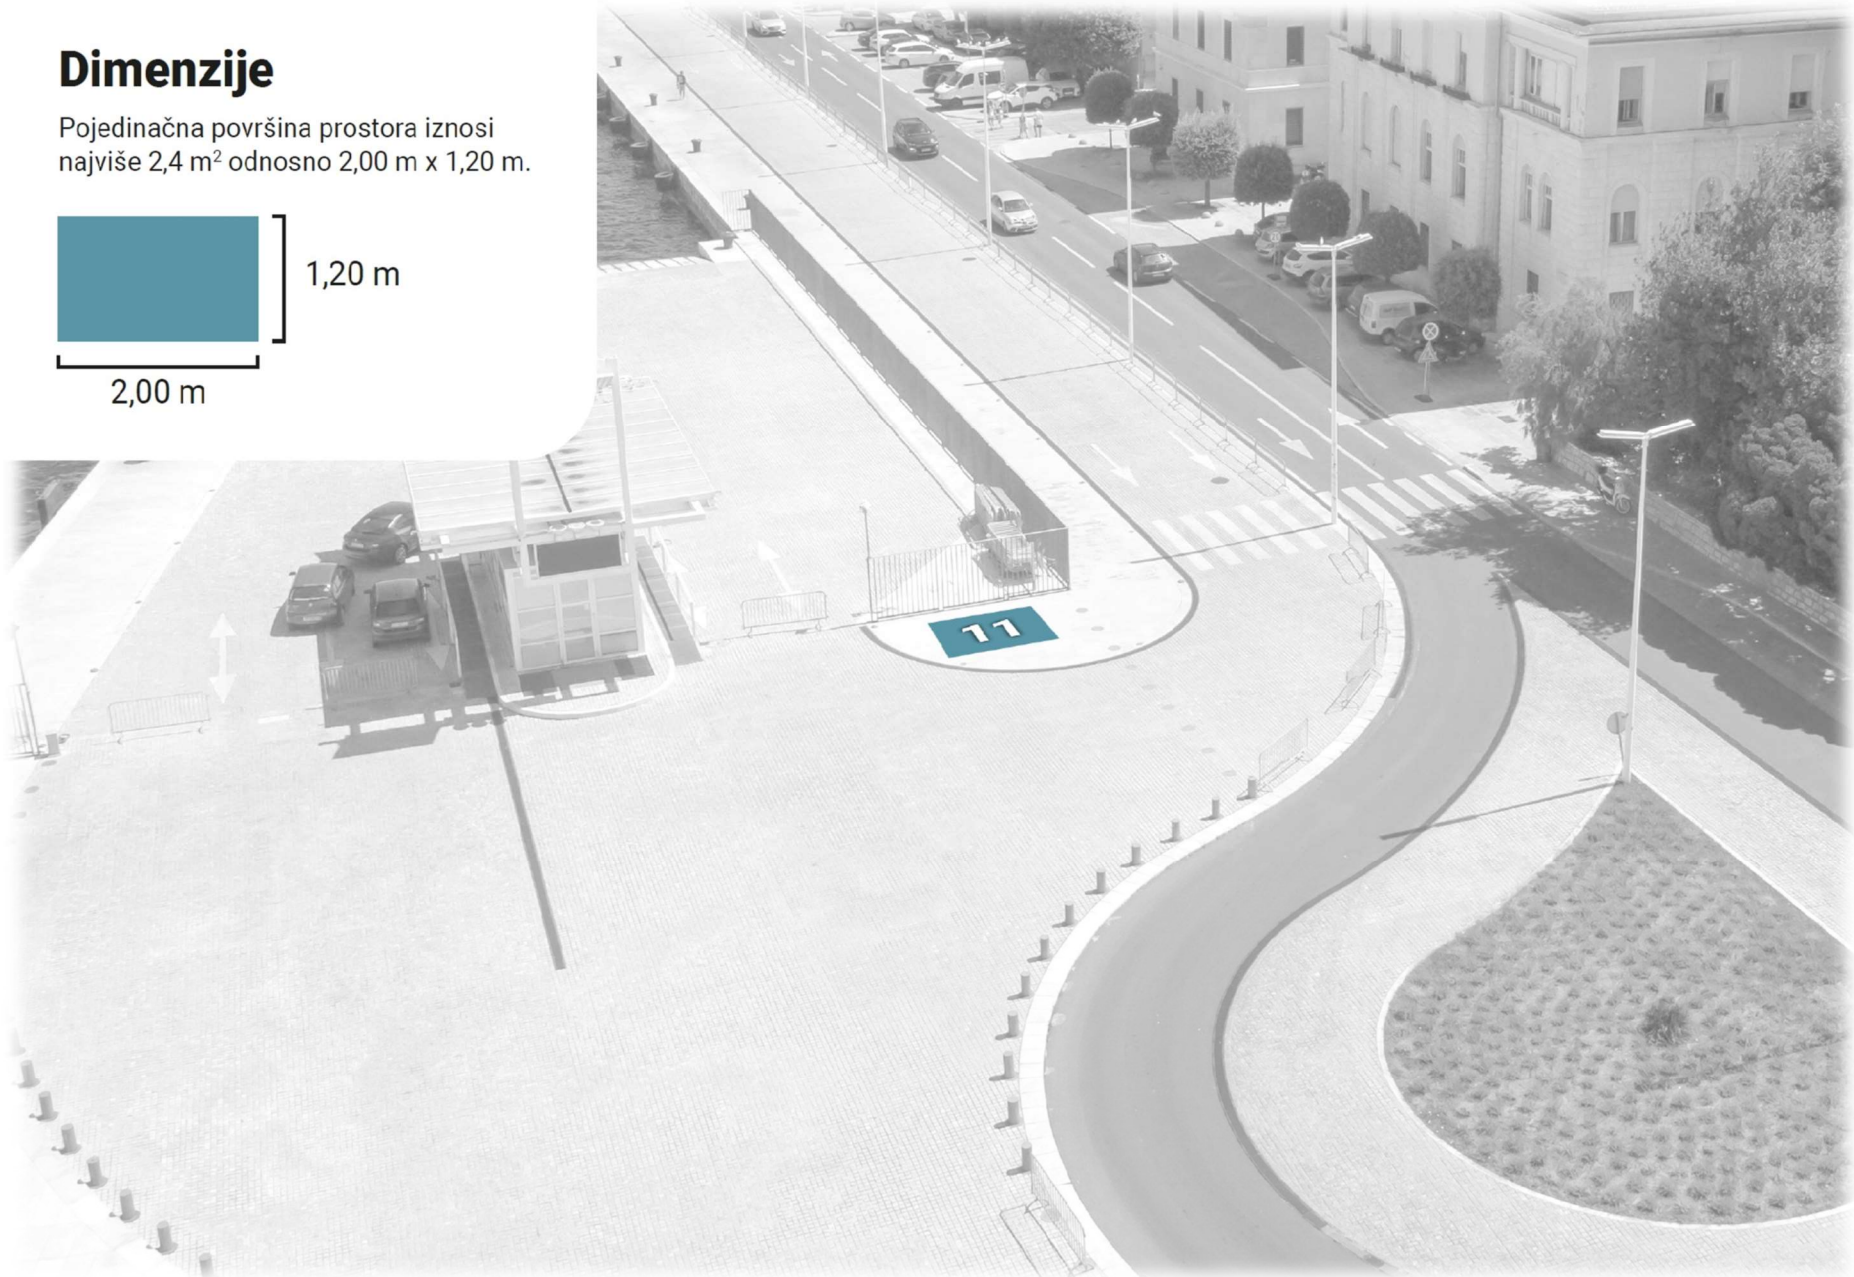 Dimenzije
Pojedinačna površina prostora iznosi
najviše 2,4 m² odnosno 2,00 m x 1,20 m.
1,20 m
2,00 m
11